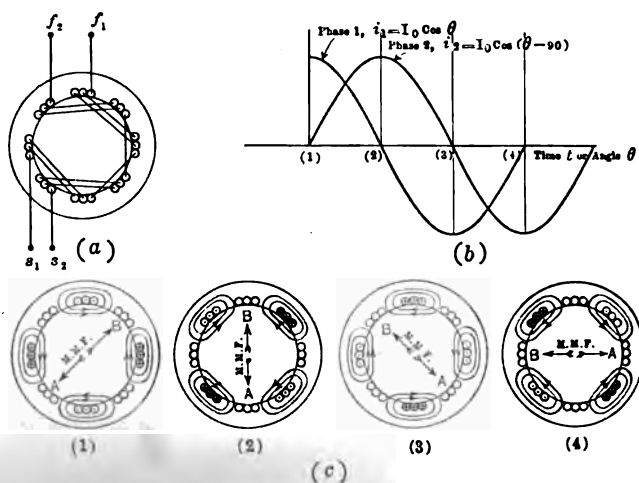 f₂ f₁
s₁ s₂
(a)
Phase 1, i₁=I₀ Cos θ
Phase 2, i₂=I₀ Cos (θ−90)
(1) (2) (3) (4) Time t or Angle θ
(b)
B M.M.F. A
(1)
B M.M.F. A
(2)
B M.M.F. A
(3)
B M.M.F. A
(4)
(c)